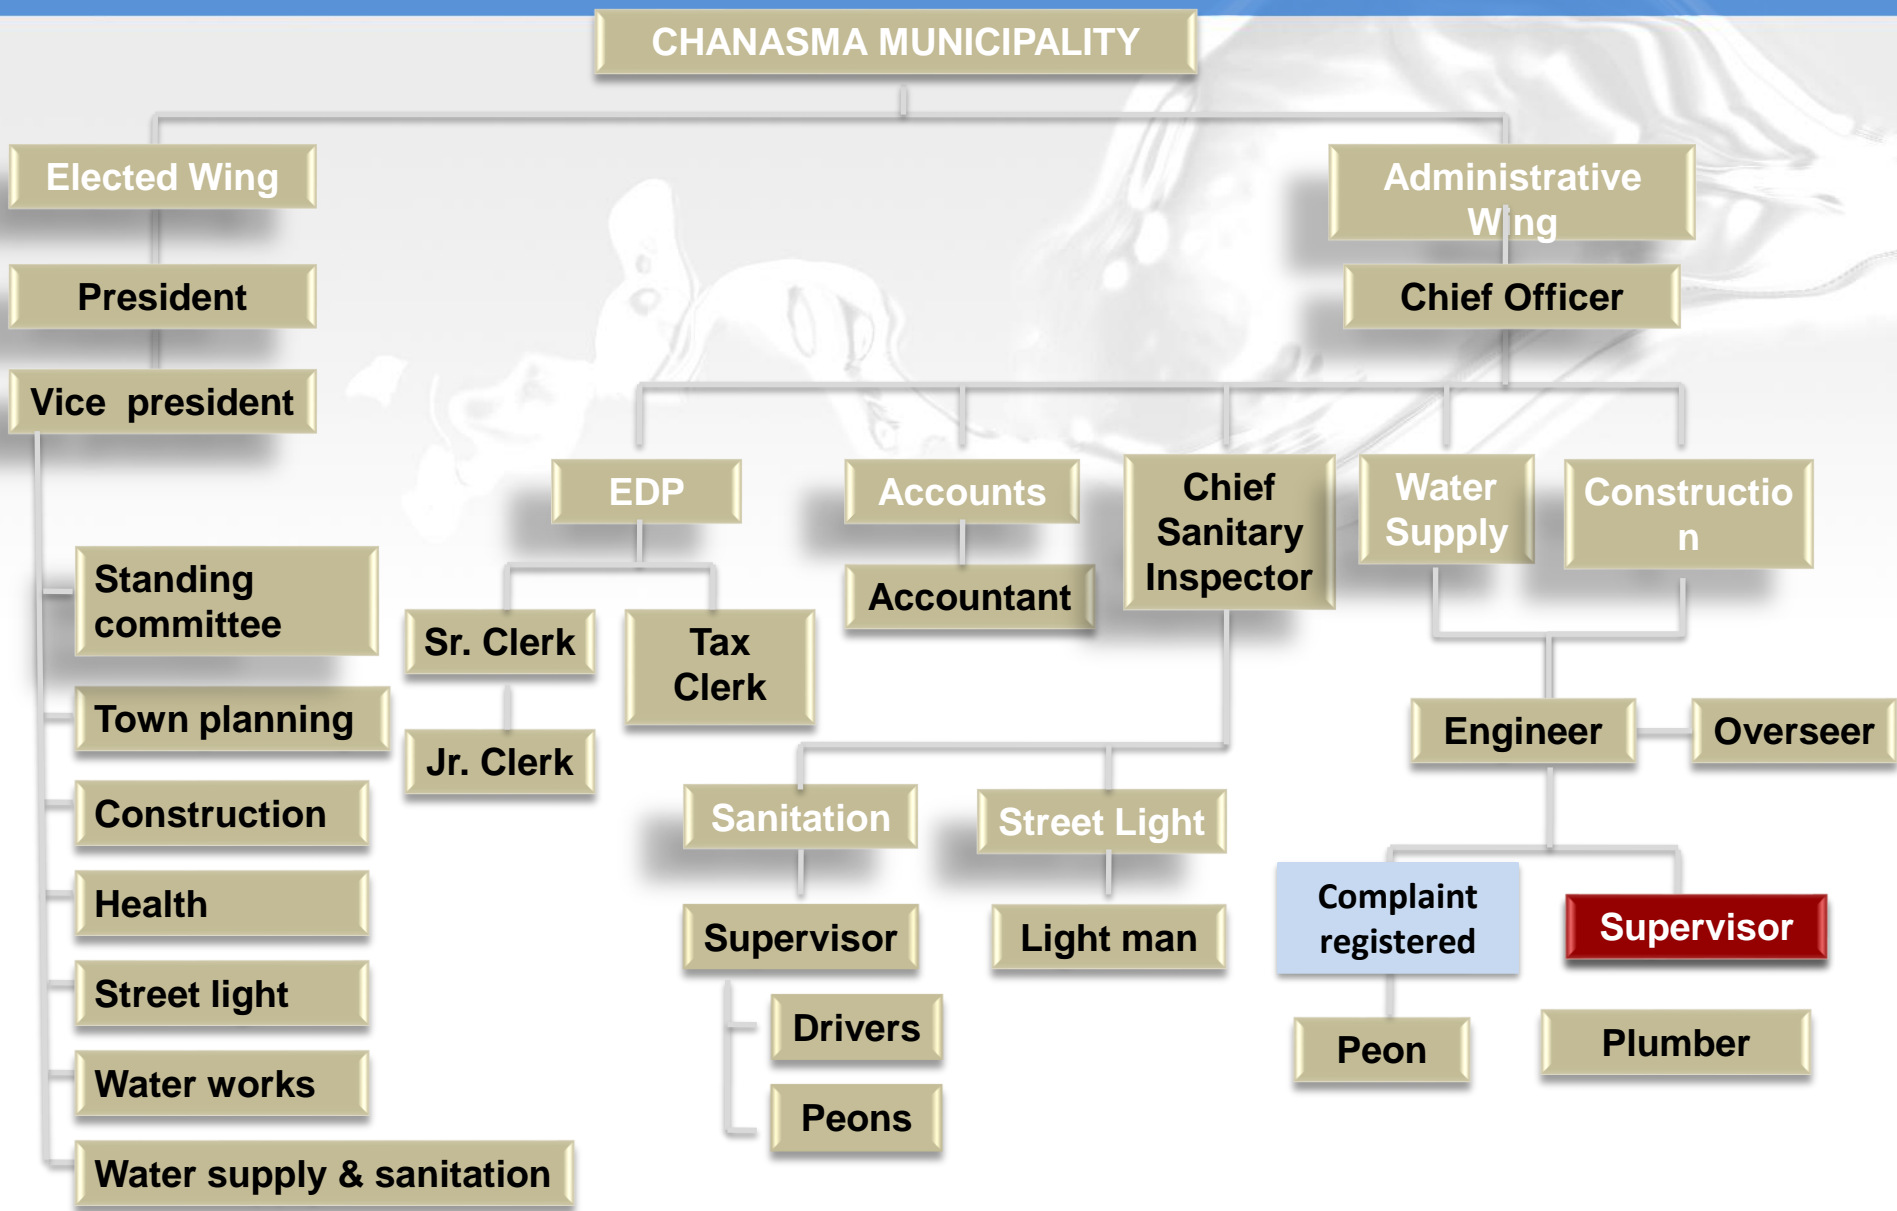 CHANASMA MUNICIPALITY
Elected Wing
Administrative
Wing
President
Chief Officer
Vice president
EDP
Accounts
Chief
Sanitary
Inspector
Water
Supply
Constructio
n
Standing
committee
Accountant
Sr. Clerk
Tax
Clerk
Town planning
Engineer
Overseer
Jr. Clerk
Construction
Sanitation
Street Light
Health
Complaint
registered
Supervisor
Supervisor
Light man
Street light
Drivers
Peon
Plumber
Water works
Peons
Water supply & sanitation